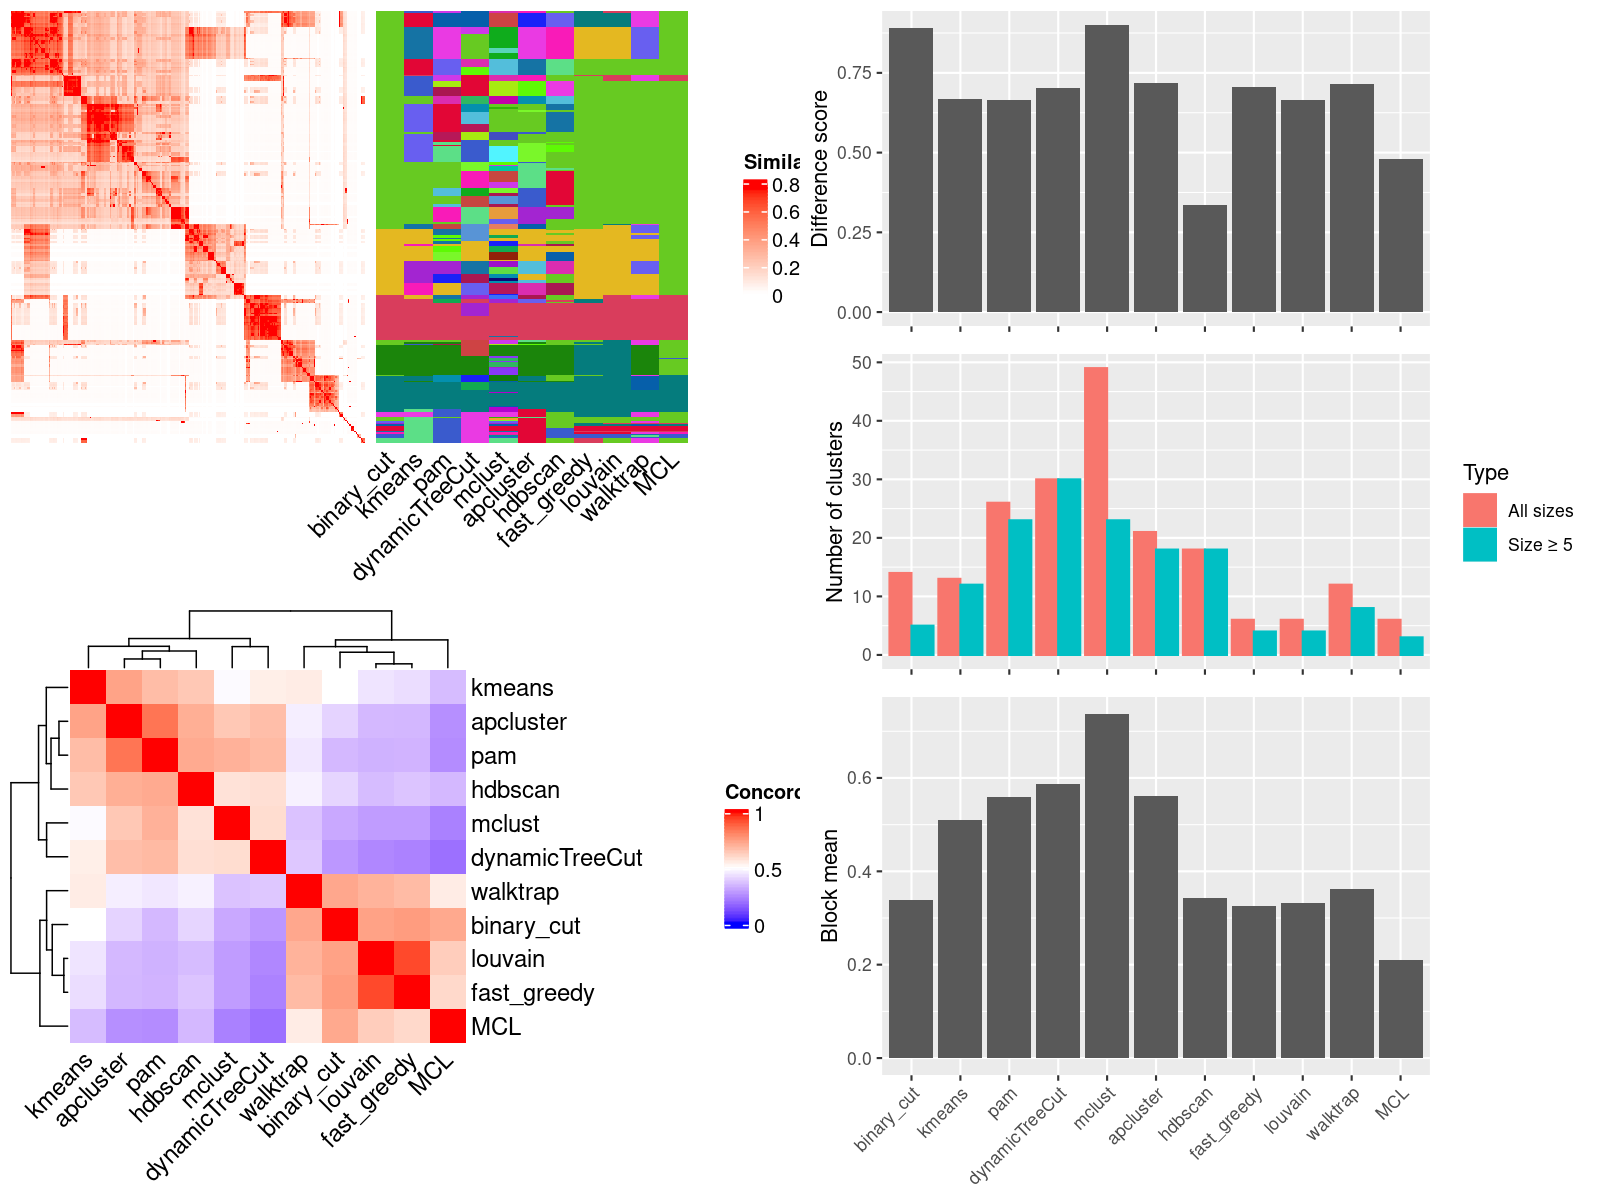 Simila
0.8
0.6
0.4
0.2
0
binary_cut
kmeans
pam
dynamicTreeCut
mclust
apcluster
hdbscan
fast_greedy
louvain
walktrap
MCL
Difference score
0.75
0.50
0.25
0.00
Number of clusters
50
40
30
20
10
0
Type
All sizes
Size ≥ 5
kmeans
apcluster
pam
hdbscan
mclust
dynamicTreeCut
walktrap
binary_cut
louvain
fast_greedy
MCL
kmeans
apcluster
pam
hdbscan
mclust
dynamicTreeCut
walktrap
binary_cut
louvain
fast_greedy
MCL
Concord
1
0.5
0
Block mean
0.6
0.4
0.2
0.0
binary_cut
kmeans
pam
dynamicTreeCut
mclust
apcluster
hdbscan
fast_greedy
louvain
walktrap
MCL